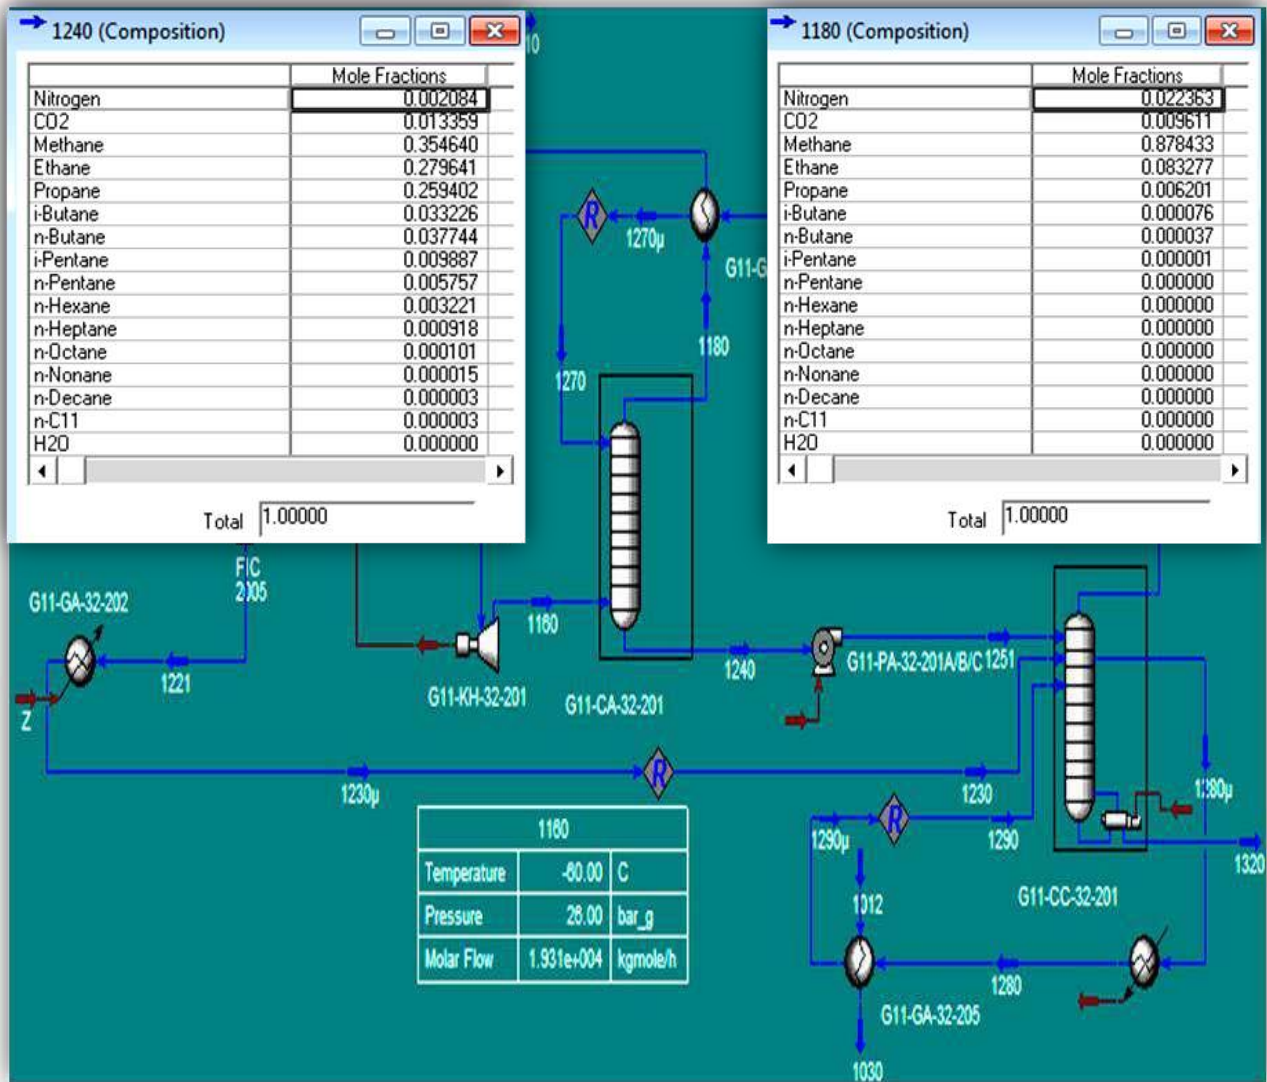 1240 (Composition)
Mole Fractions
Nitrogen 0.002084
CO2 0.013359
Methane 0.354640
Ethane 0.279641
Propane 0.259402
i-Butane 0.033226
n-Butane 0.037744
i-Pentane 0.009887
n-Pentane 0.005757
n-Hexane 0.003221
n-Heptane 0.000918
n-Octane 0.000101
n-Nonane 0.000015
n-Decane 0.000003
n-C11 0.000003
H2O 0.000000
Total 1.00000
1180 (Composition)
Mole Fractions
Nitrogen 0.022363
CO2 0.009611
Methane 0.878433
Ethane 0.083277
Propane 0.006201
i-Butane 0.000076
n-Butane 0.000037
i-Pentane 0.000001
n-Pentane 0.000000
n-Hexane 0.000000
n-Heptane 0.000000
n-Octane 0.000000
n-Nonane 0.000000
n-Decane 0.000000
n-C11 0.000000
H2O 0.000000
Total 1.00000
10
R
1270µ
G11-G
1180
1270
FIC
2005
G11-GA-32-202
1221
Z
1160
G11-KH-32-201
G11-CA-32-201
1240
G11-PA-32-201A/B/C
1251
R
1230µ
1230
1280µ
1160
Temperature -60.00 C
Pressure 26.00 bar_g
Molar Flow 1.931e+004 kgmole/h
R
1290µ
1290
1320
G11-CC-32-201
1012
1280
G11-GA-32-205
1030